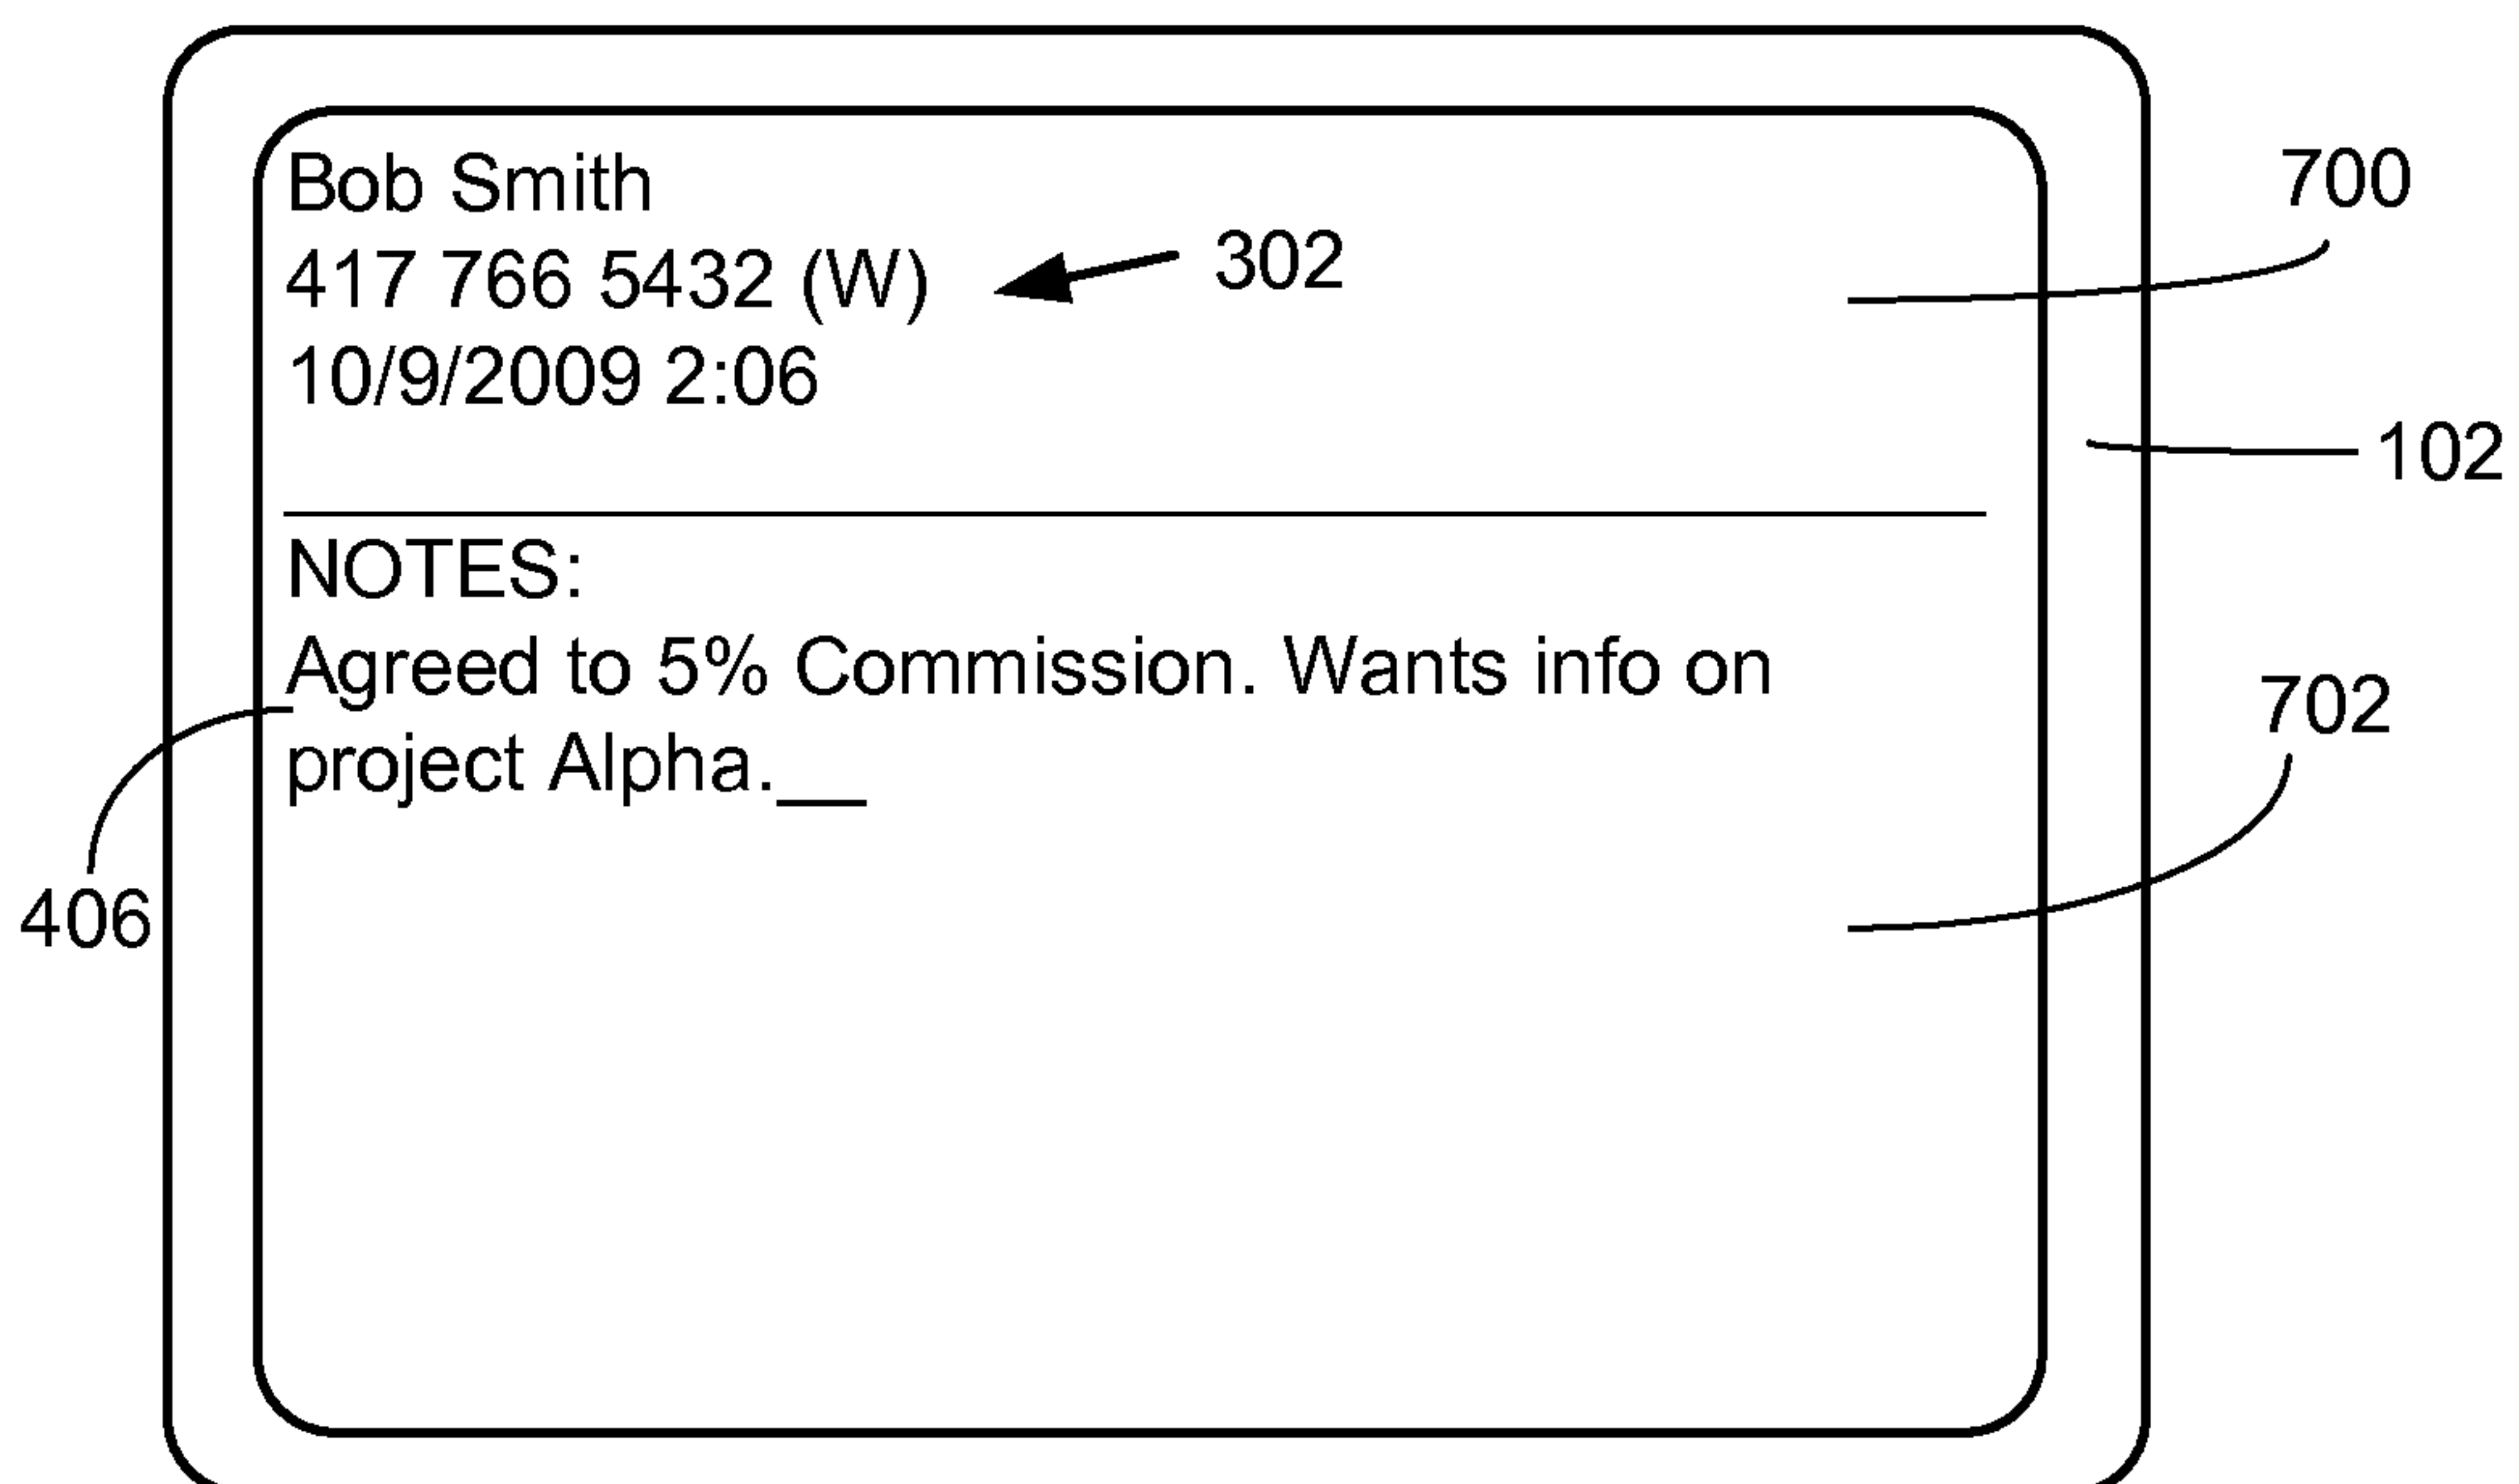 Bob Smith
700
417 766 5432 (W)
302
10/9/2009 2:06
102
NOTES:
Agreed to 5% Commission. Wants info on
702
project Alpha.__
406